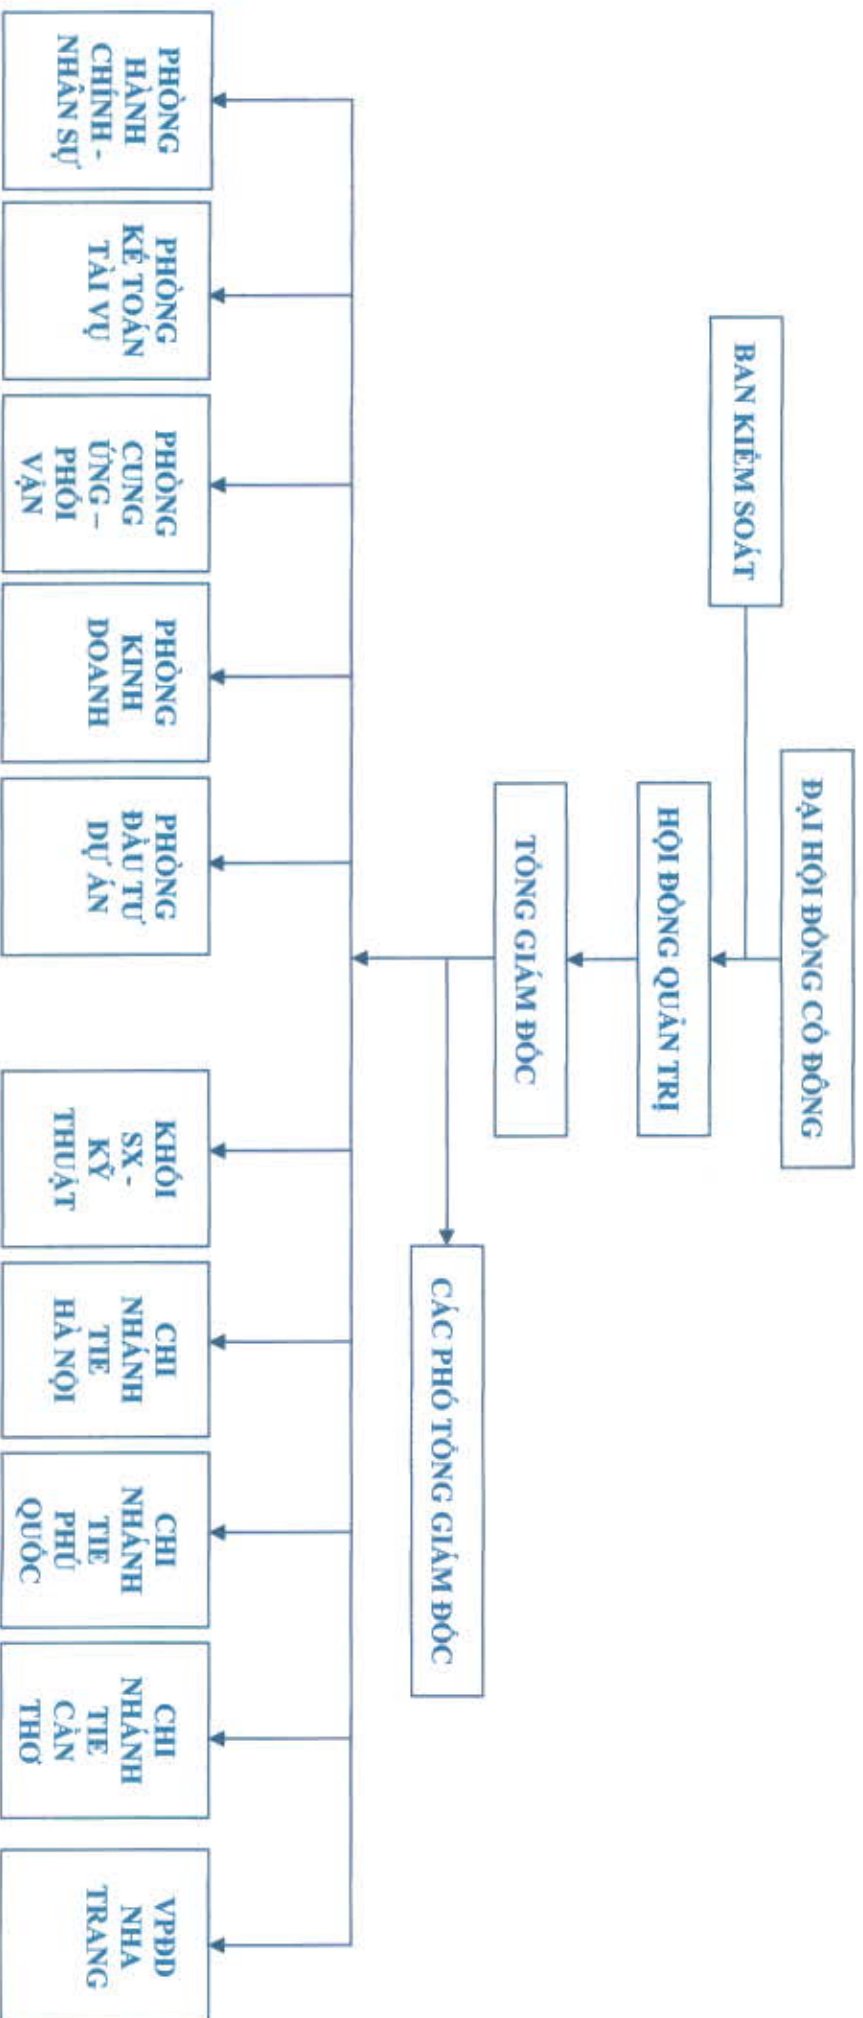 ĐẠI HỘI ĐỒNG CỔ ĐÔNG
BAN KIỂM SOÁT
HỘI ĐỒNG QUẢN TRỊ
TỔNG GIÁM ĐỐC
CÁC PHÓ TỔNG GIÁM ĐỐC
PHÒNG
HÀNH
CHÍNH -
NHÂN SỰ
PHÒNG
KẾ TOÁN
TÀI VỤ
PHÒNG
CUNG
ỨNG –
PHỐI
VẬN
PHÒNG
KINH
DOANH
PHÒNG
ĐẦU TƯ
DỰ ÁN
KHỐI
SX -
KỸ
THUẬT
CHI
NHÁNH
TIE
HÀ NỘI
CHI
NHÁNH
TIE
PHÚ
QUỐC
CHI
NHÁNH
TIE
CẦN
THƠ
VPĐD
NHA
TRANG